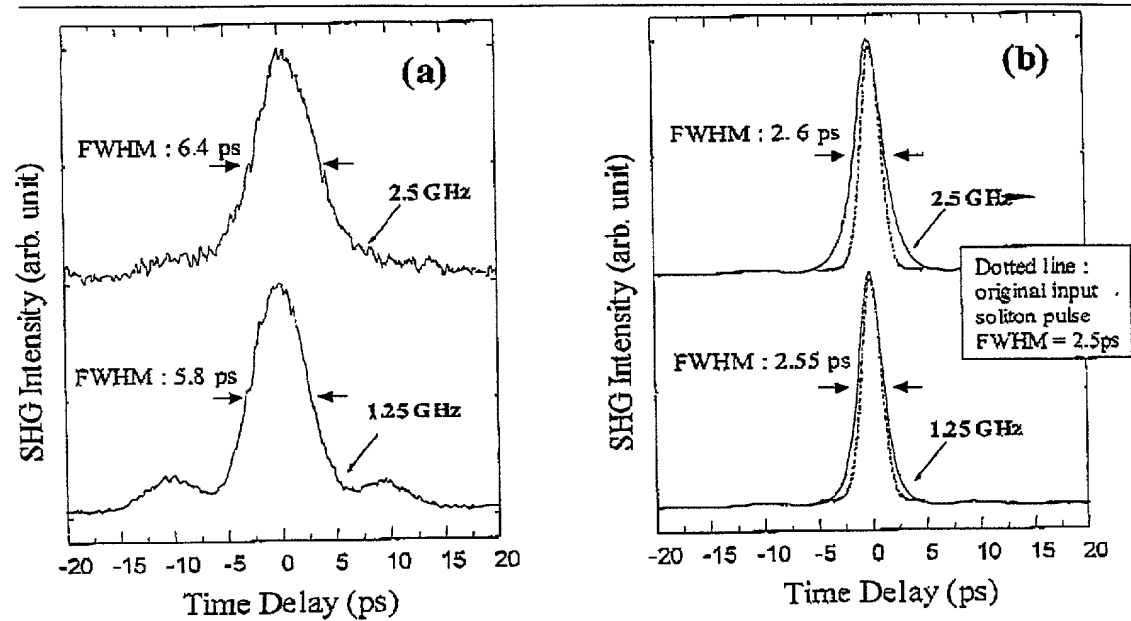 (a)
FWHM : 6.4 ps
2.5 GHz
FWHM : 5.8 ps
1.25 GHz
SHG Intensity (arb. unit)
-20 -15 -10 -5 0 5 10 15 20
Time Delay (ps)
(b)
FWHM : 2. 6 ps
2.5 GHz
Dotted line :
original input
soliton pulse
FWHM = 2.5ps
FWHM : 2.55 ps
1.25 GHz
SHG Intensity (arb. unit)
-20 -15 -10 -5 0 5 10 15 20
Time Delay (ps)